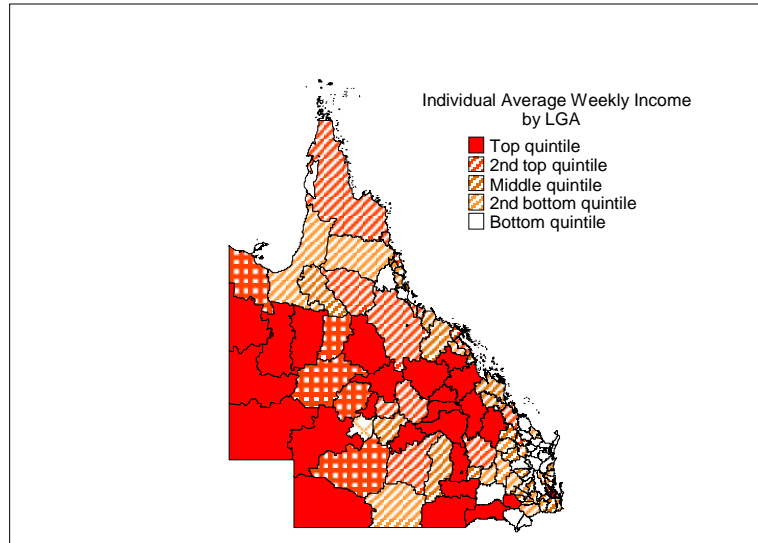 Individual Average Weekly Income
by LGA
Top quintile
2nd top quintile
Middle quintile
2nd bottom quintile
Bottom quintile